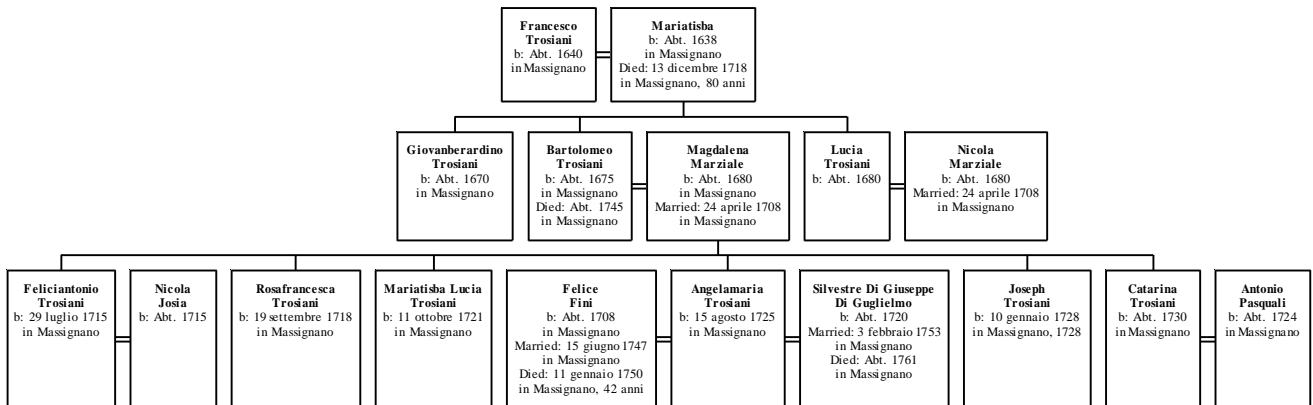 Francesco
Trosiani
b: Abt. 1640
in Massignano
Mariatisba
b: Abt. 1638
in Massignano
Died: 13 dicembre 1718
in Massignano, 80 anni
Giovanberardino
Trosiani
b: Abt. 1670
in Massignano
Bartolomeo
Trosiani
b: Abt. 1675
in Massignano
Died: Abt. 1745
in Massignano
Magdalena
Marziale
b: Abt. 1680
in Massignano
Married: 24 aprile 1708
in Massignano
Lucia
Trosiani
b: Abt. 1680
Nicola
Marziale
b: Abt. 1680
Married: 24 aprile 1708
in Massignano
Feliciantonio
Trosiani
b: 29 luglio 1715
in Massignano
Nicola
Josia
b: Abt. 1715
Rosafrancesca
Trosiani
b: 19 settembre 1718
in Massignano
Mariatisba Lucia
Trosiani
b: 11 ottobre 1721
in Massignano
Felice
Fini
b: Abt. 1708
in Massignano
Married: 15 giugno 1747
in Massignano
Died: 11 gennaio 1750
in Massignano, 42 anni
Angelamaria
Trosiani
b: 15 agosto 1725
in Massignano
Silvestre Di Giuseppe
Di Guglielmo
b: Abt. 1720
Married: 3 febbraio 1753
in Massignano
Died: Abt. 1761
in Massignano
Joseph
Trosiani
b: 10 gennaio 1728
in Massignano, 1728
Catarina
Trosiani
b: Abt. 1730
in Massignano
Antonio
Pasquali
b: Abt. 1724
in Massignano